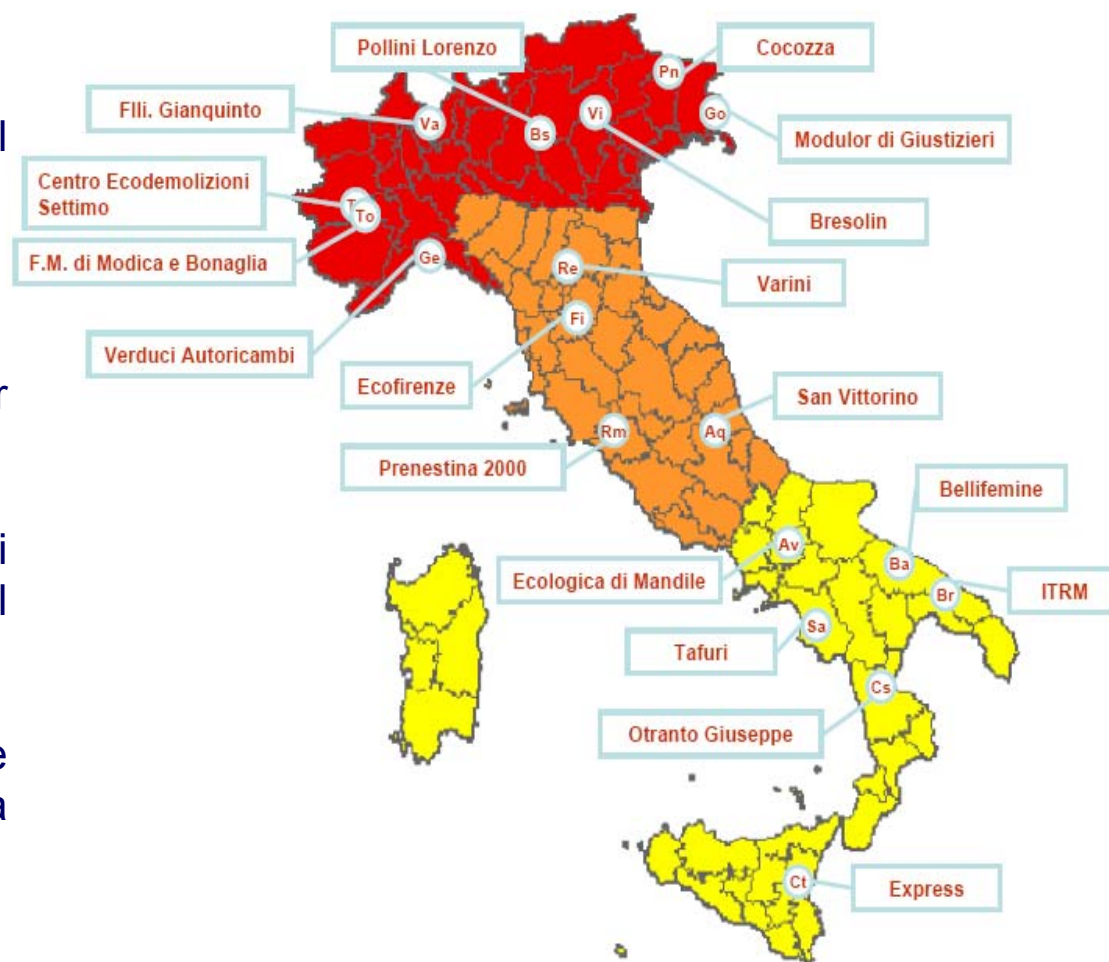 Pollini Lorenzo
Cocozza
Pn
Flli. Gianquinto
Va
Vi
Go
l
Bs
Modulor di Giustizieri
Centro Ecodemolizioni
Settimo
T
To
Bresolin
F.M. di Modica e Bonaglia
Ge
Re
Varini
Fi
Verduci Autoricambi
Ecofirenze
r
San Vittorino
Rm
Aq
Prenestina 2000
Bellifemine
i
Av
Ba
Ecologica di Mandile
ITRM
Br
l
Sa
Tafuri
Cs
Otranto Giuseppe
e
a
Ct
Express